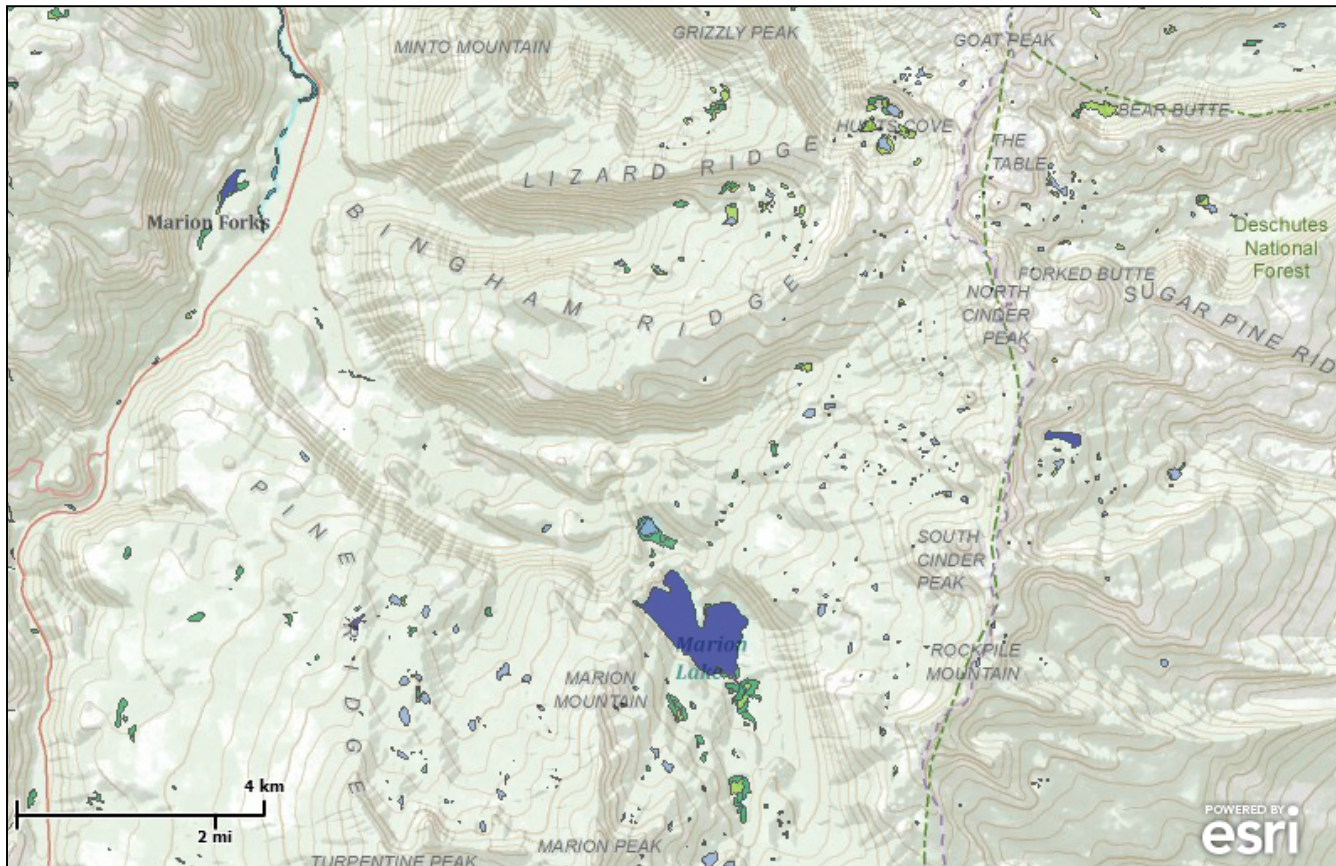 MINTO MOUNTAIN
GRIZZLY PEAK
GOAT PEAK
HUNTS COVE
BEAR BUTTE
THE
TABLE
LIZARD RIDGE
Marion Forks
Deschutes
National
Forest
BINGHAM RIDGE
FORKED BUTTE
NORTH
CINDER
PEAK
SUGAR PINE RID
PINE RIDGE
SOUTH
CINDER
PEAK
Marion
Lake
ROCKPILE
MOUNTAIN
MARION
MOUNTAIN
4 km
2 mi
MARION PEAK
TURPENTINE PEAK
POWERED BY
esri